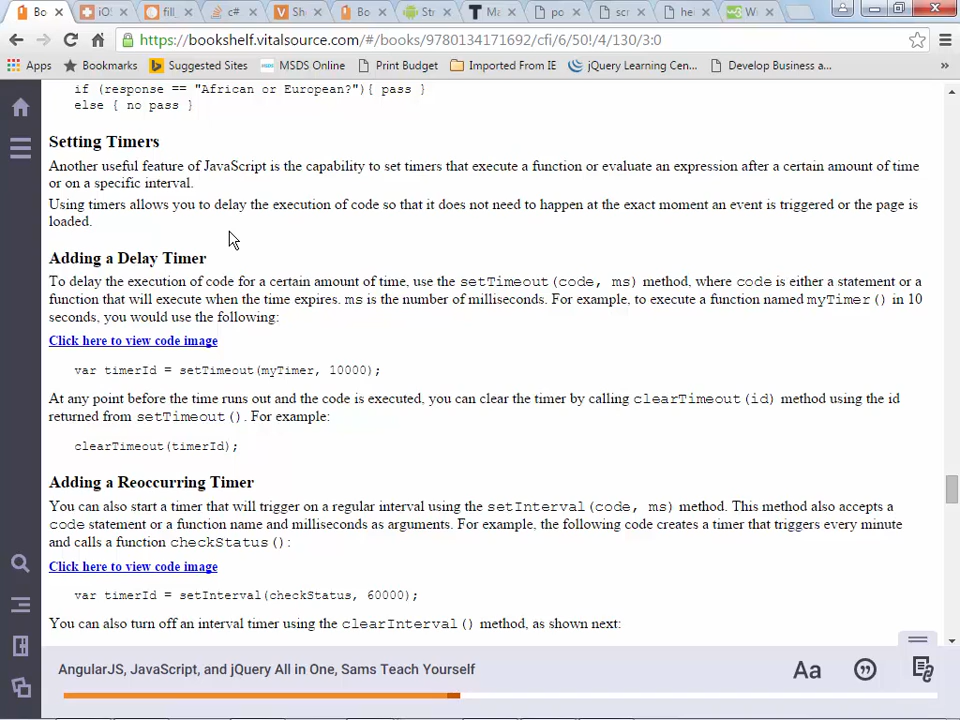 Bo
iOS
fill_
c#
Sh
Bo
Str
Ma
po
scr
he
Wi
https://bookshelf.vitalsource.com/#/books/9780134171692/cfi/6/50!/4/130/3:0
Apps Bookmarks Suggested Sites MSDS Online Print Budget Imported From IE jQuery Learning Cen... Develop Business a... »
if (response == "African or European?"){ pass }
else { no pass }
Setting Timers
Another useful feature of JavaScript is the capability to set timers that execute a function or evaluate an expression after a certain amount of time
or on a specific interval.
Using timers allows you to delay the execution of code so that it does not need to happen at the exact moment an event is triggered or the page is
loaded.
Adding a Delay Timer
To delay the execution of code for a certain amount of time, use the setTimeout(code, ms) method, where code is either a statement or a
function that will execute when the time expires. ms is the number of milliseconds. For example, to execute a function named myTimer() in 10
seconds, you would use the following:
Click here to view code image
var timerId = setTimeout(myTimer, 10000);
At any point before the time runs out and the code is executed, you can clear the timer by calling clearTimeout(id) method using the id
returned from setTimeout(). For example:
clearTimeout(timerId);
Adding a Reoccurring Timer
You can also start a timer that will trigger on a regular interval using the setInterval(code, ms) method. This method also accepts a
code statement or a function name and milliseconds as arguments. For example, the following code creates a timer that triggers every minute
and calls a function checkStatus():
Click here to view code image
var timerId = setInterval(checkStatus, 60000);
You can also turn off an interval timer using the clearInterval() method, as shown next:
AngularJS, JavaScript, and jQuery All in One, Sams Teach Yourself
Aa